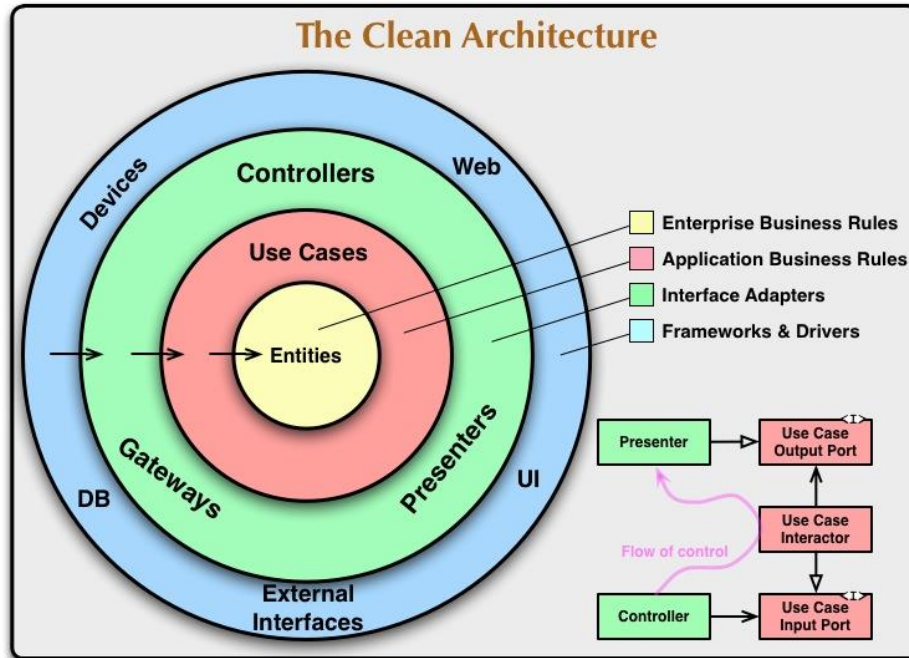 The Clean Architecture
Devices
Web
Controllers
Use Cases
Entities
Gateways
Presenters
DB
UI
External
Interfaces
Enterprise Business Rules
Application Business Rules
Interface Adapters
Frameworks & Drivers
Presenter
<I>
Use Case
Output Port
Use Case
Interactor
Flow of control
Controller
<I>
Use Case
Input Port